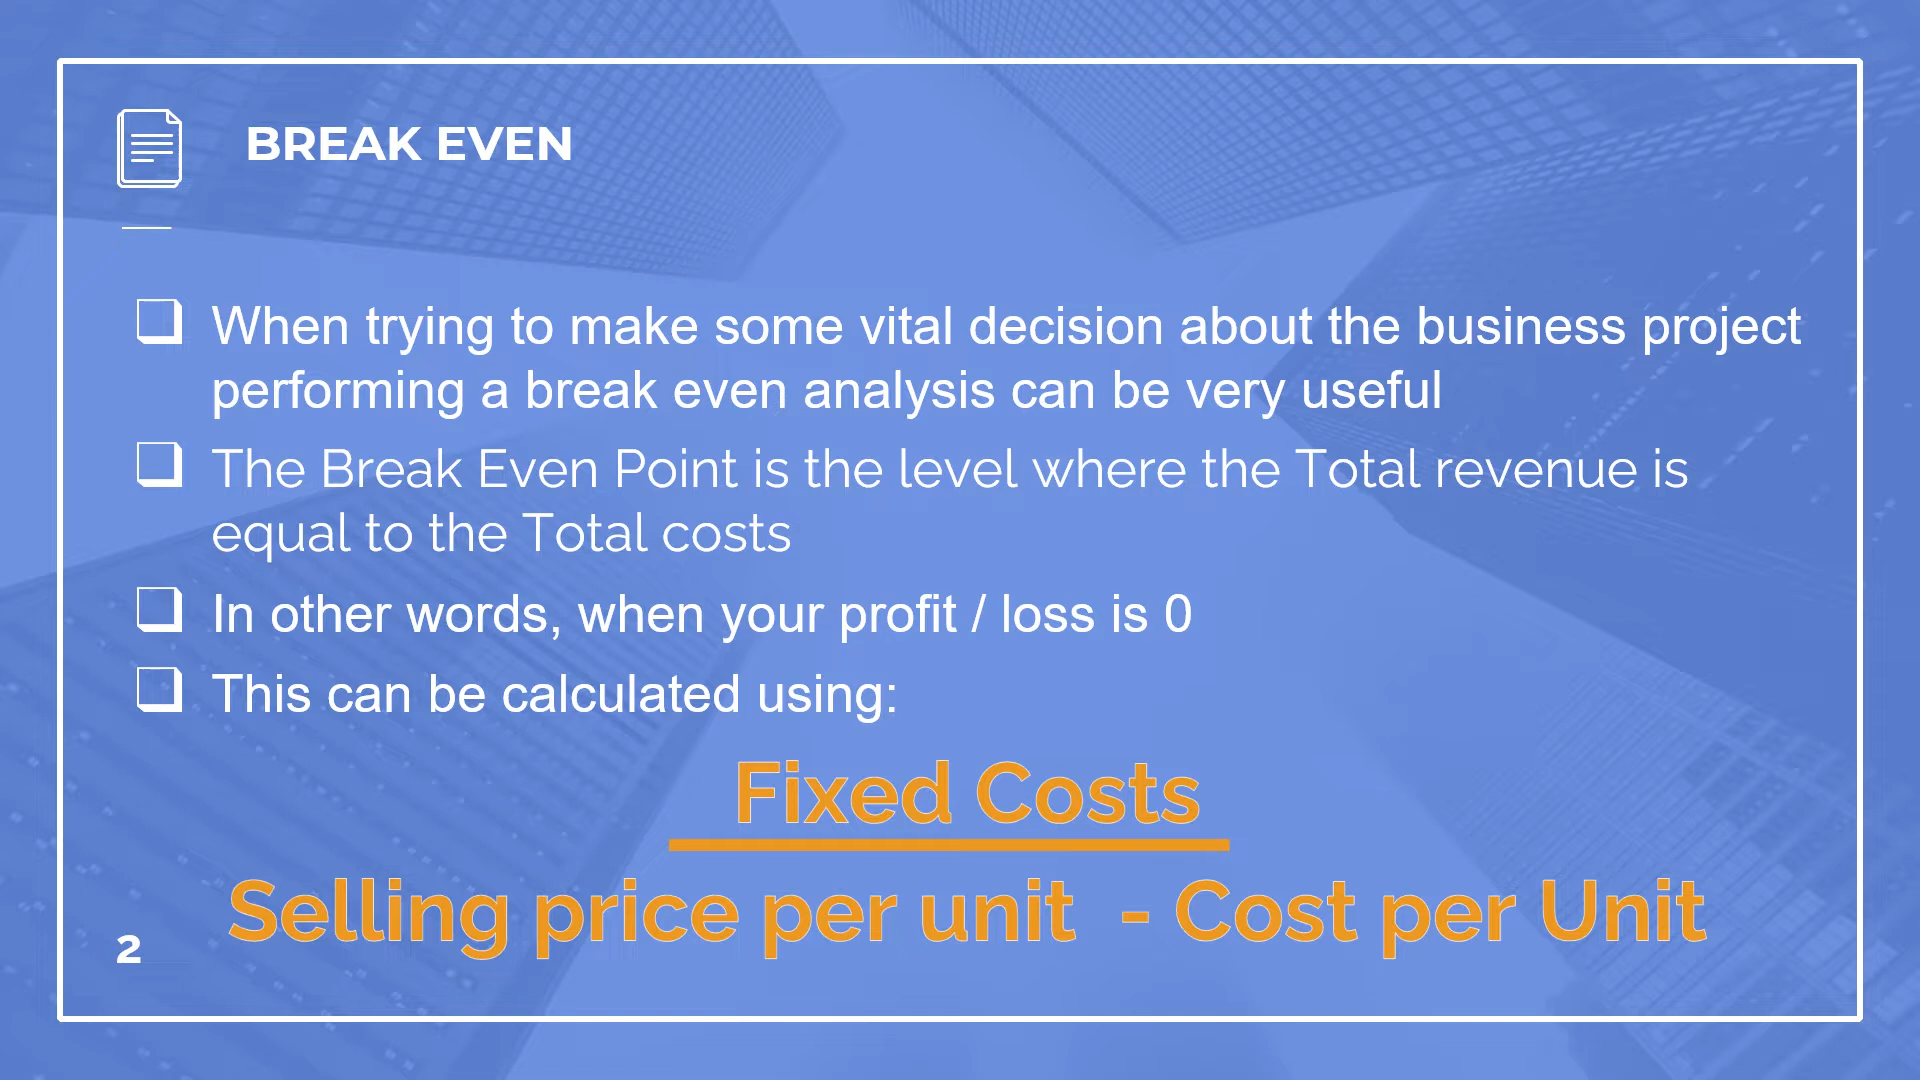 BREAK EVEN
When trying to make some vital decision about the business project
performing a break even analysis can be very useful
The Break Even Point is the level where the Total revenue is
equal to the Total costs
In other words, when your profit / loss is 0
This can be calculated using:
Fixed Costs
Selling price per unit - Cost per Unit
2